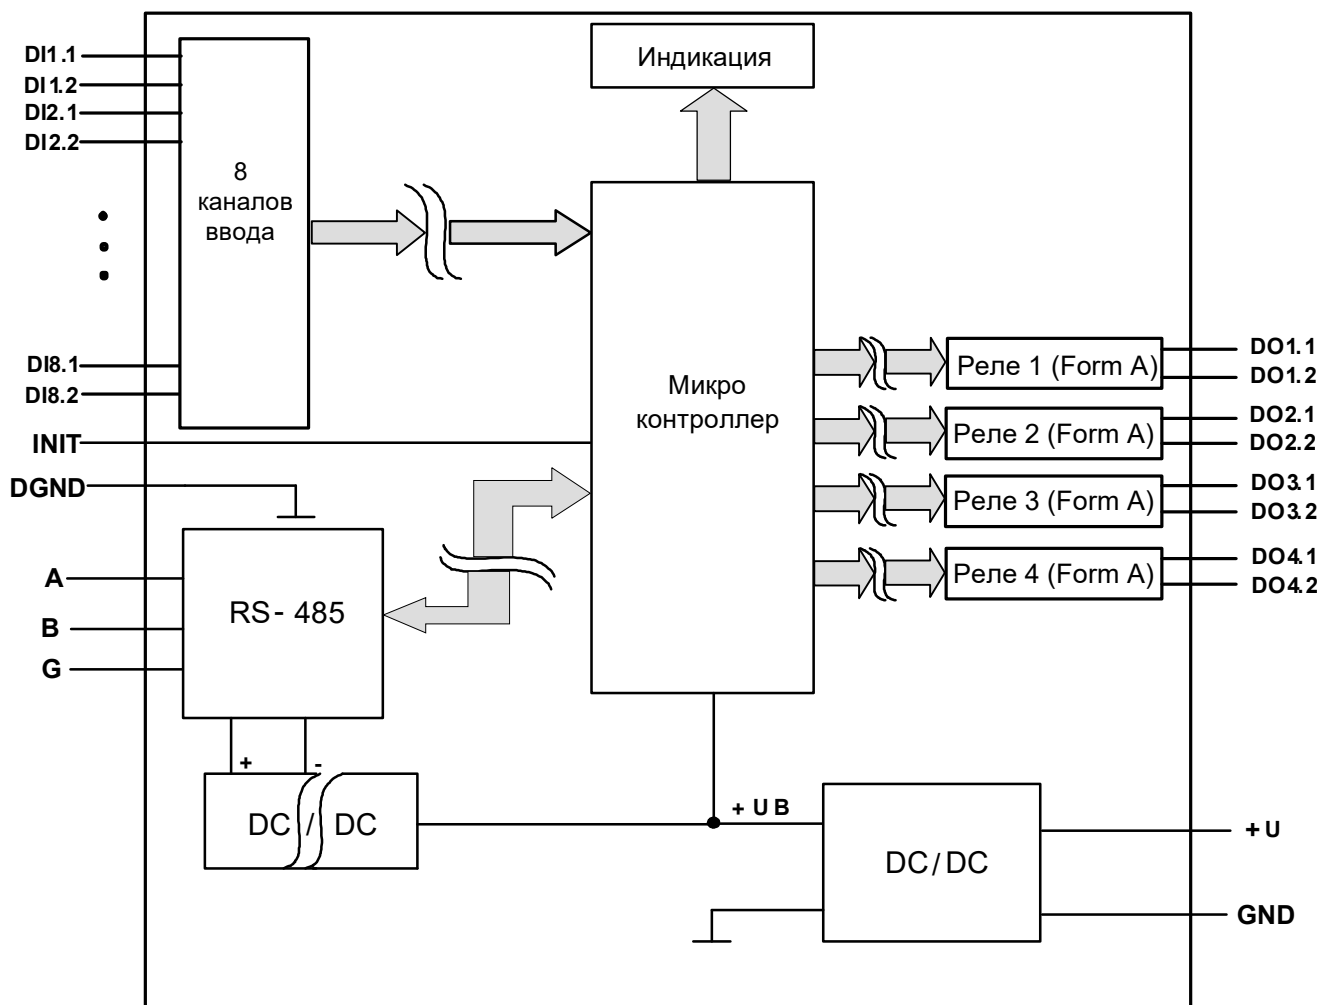 DI1.1
DI1.2
DI2.1
DI2.2
DI8.1
DI8.2
INIT
DGND
A
B
G
8
каналов
ввода
Индикация
Микро
контроллер
RS- 485
+
-
DC / DC
+ U B
DC/DC
Реле 1 (Form A)
Реле 2 (Form A)
Реле 3 (Form A)
Реле 4 (Form A)
DO1.1
DO1.2
DO2.1
DO2.2
DO3.1
DO3.2
DO4.1
DO4.2
+ U
GND